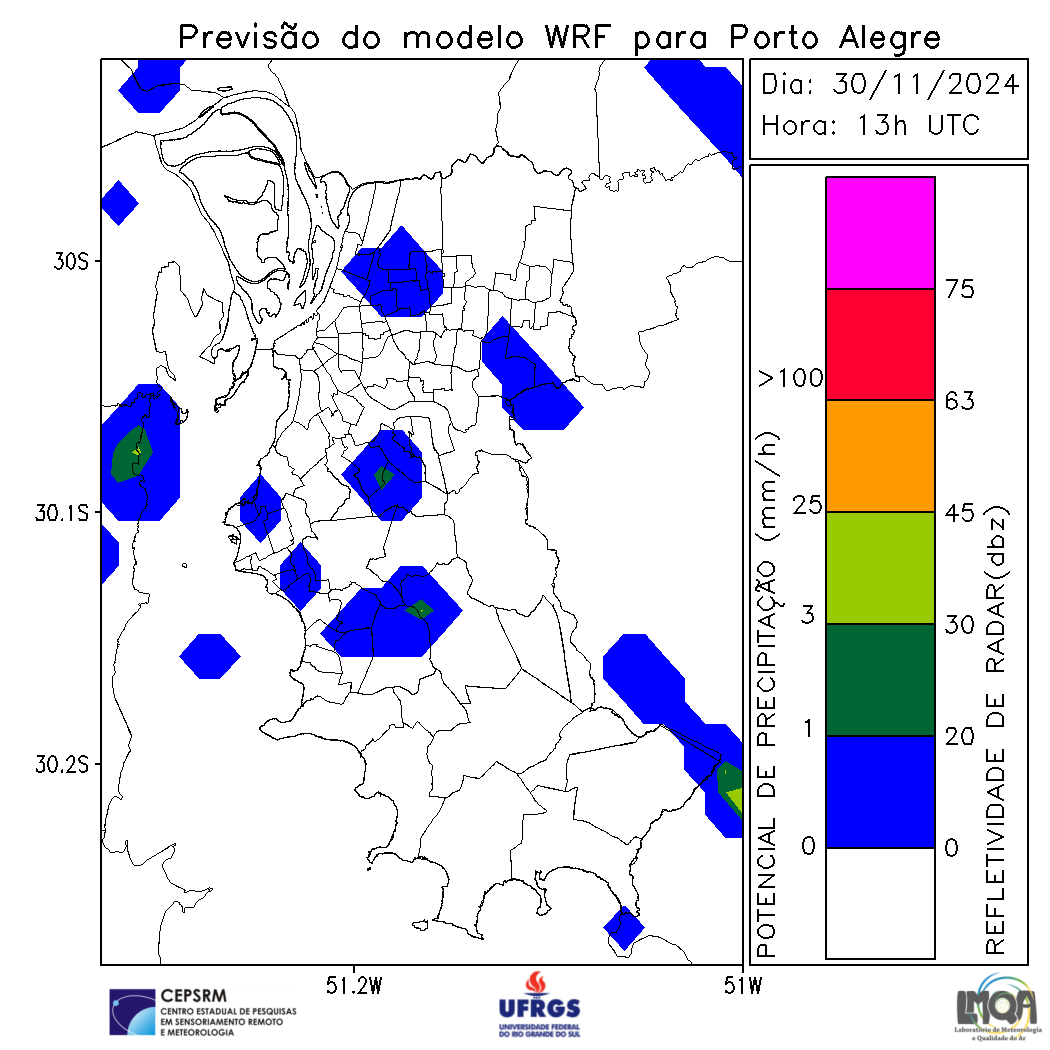 Previsão do modelo WRF para Porto Alegre
Dia: 30/11/2024
Hora: 13h UTC
30S
30.1S
30.2S
51.2W
51W
POTENCIAL DE PRECIPITAÇÃO (mm/h)
>100
25
3
1
0
75
63
45
30
20
0
REFLETIVIDADE DE RADAR(dbz)
CEPSRM
CENTRO ESTADUAL DE PESQUISAS
EM SENSORIAMENTO REMOTO
E METEOROLOGIA
UFRGS
UNIVERSIDADE FEDERAL
DO RIO GRANDE DO SUL
LMQA
Laboratório de Meteorologia
e Qualidade do Ar